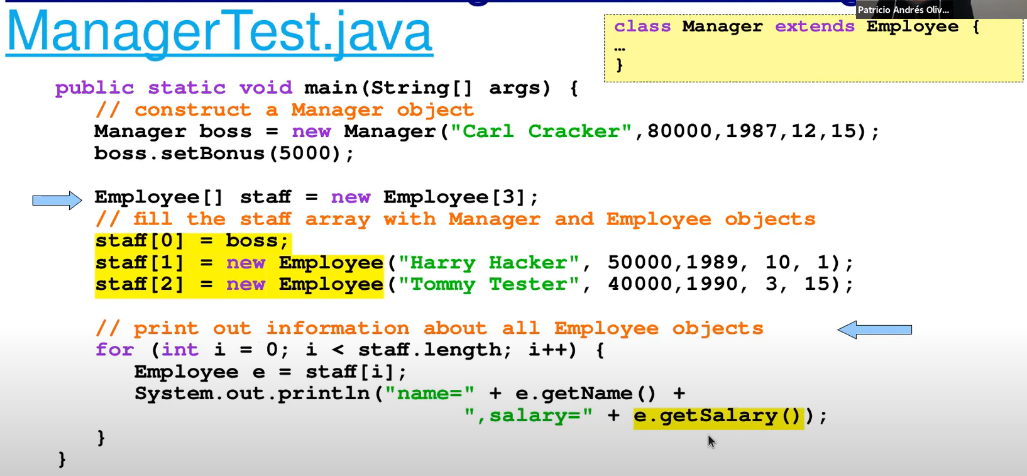 Patricio Andrés Oliv...
ManagerTest.java
class Manager extends Employee {
…
}
public static void main(String[] args) {
// construct a Manager object
Manager boss = new Manager("Carl Cracker",80000,1987,12,15);
boss.setBonus(5000);
Employee[] staff = new Employee[3];
// fill the staff array with Manager and Employee objects
staff[0] = boss;
staff[1] = new Employee("Harry Hacker", 50000,1989, 10, 1);
staff[2] = new Employee("Tommy Tester", 40000,1990, 3, 15);
// print out information about all Employee objects
for (int i = 0; i < staff.length; i++) {
Employee e = staff[i];
System.out.println("name=" + e.getName() +
",salary=" + e.getSalary());
}
}